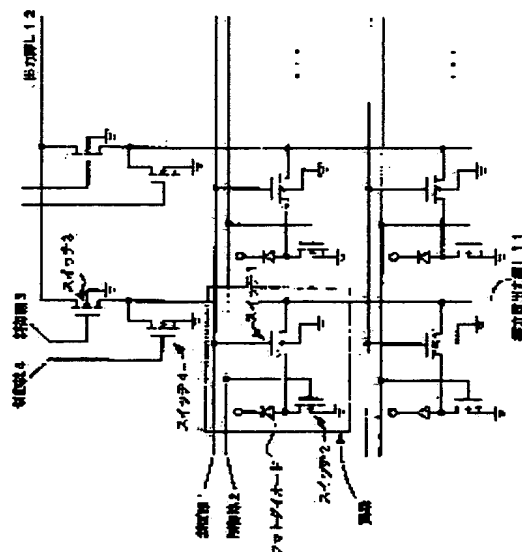 出力線L12
スイッチ3
制御線3
制御線4
スイッチ4
スイッチ1
制御線1
制御線2
フォトダイオード
スイッチ2
画素